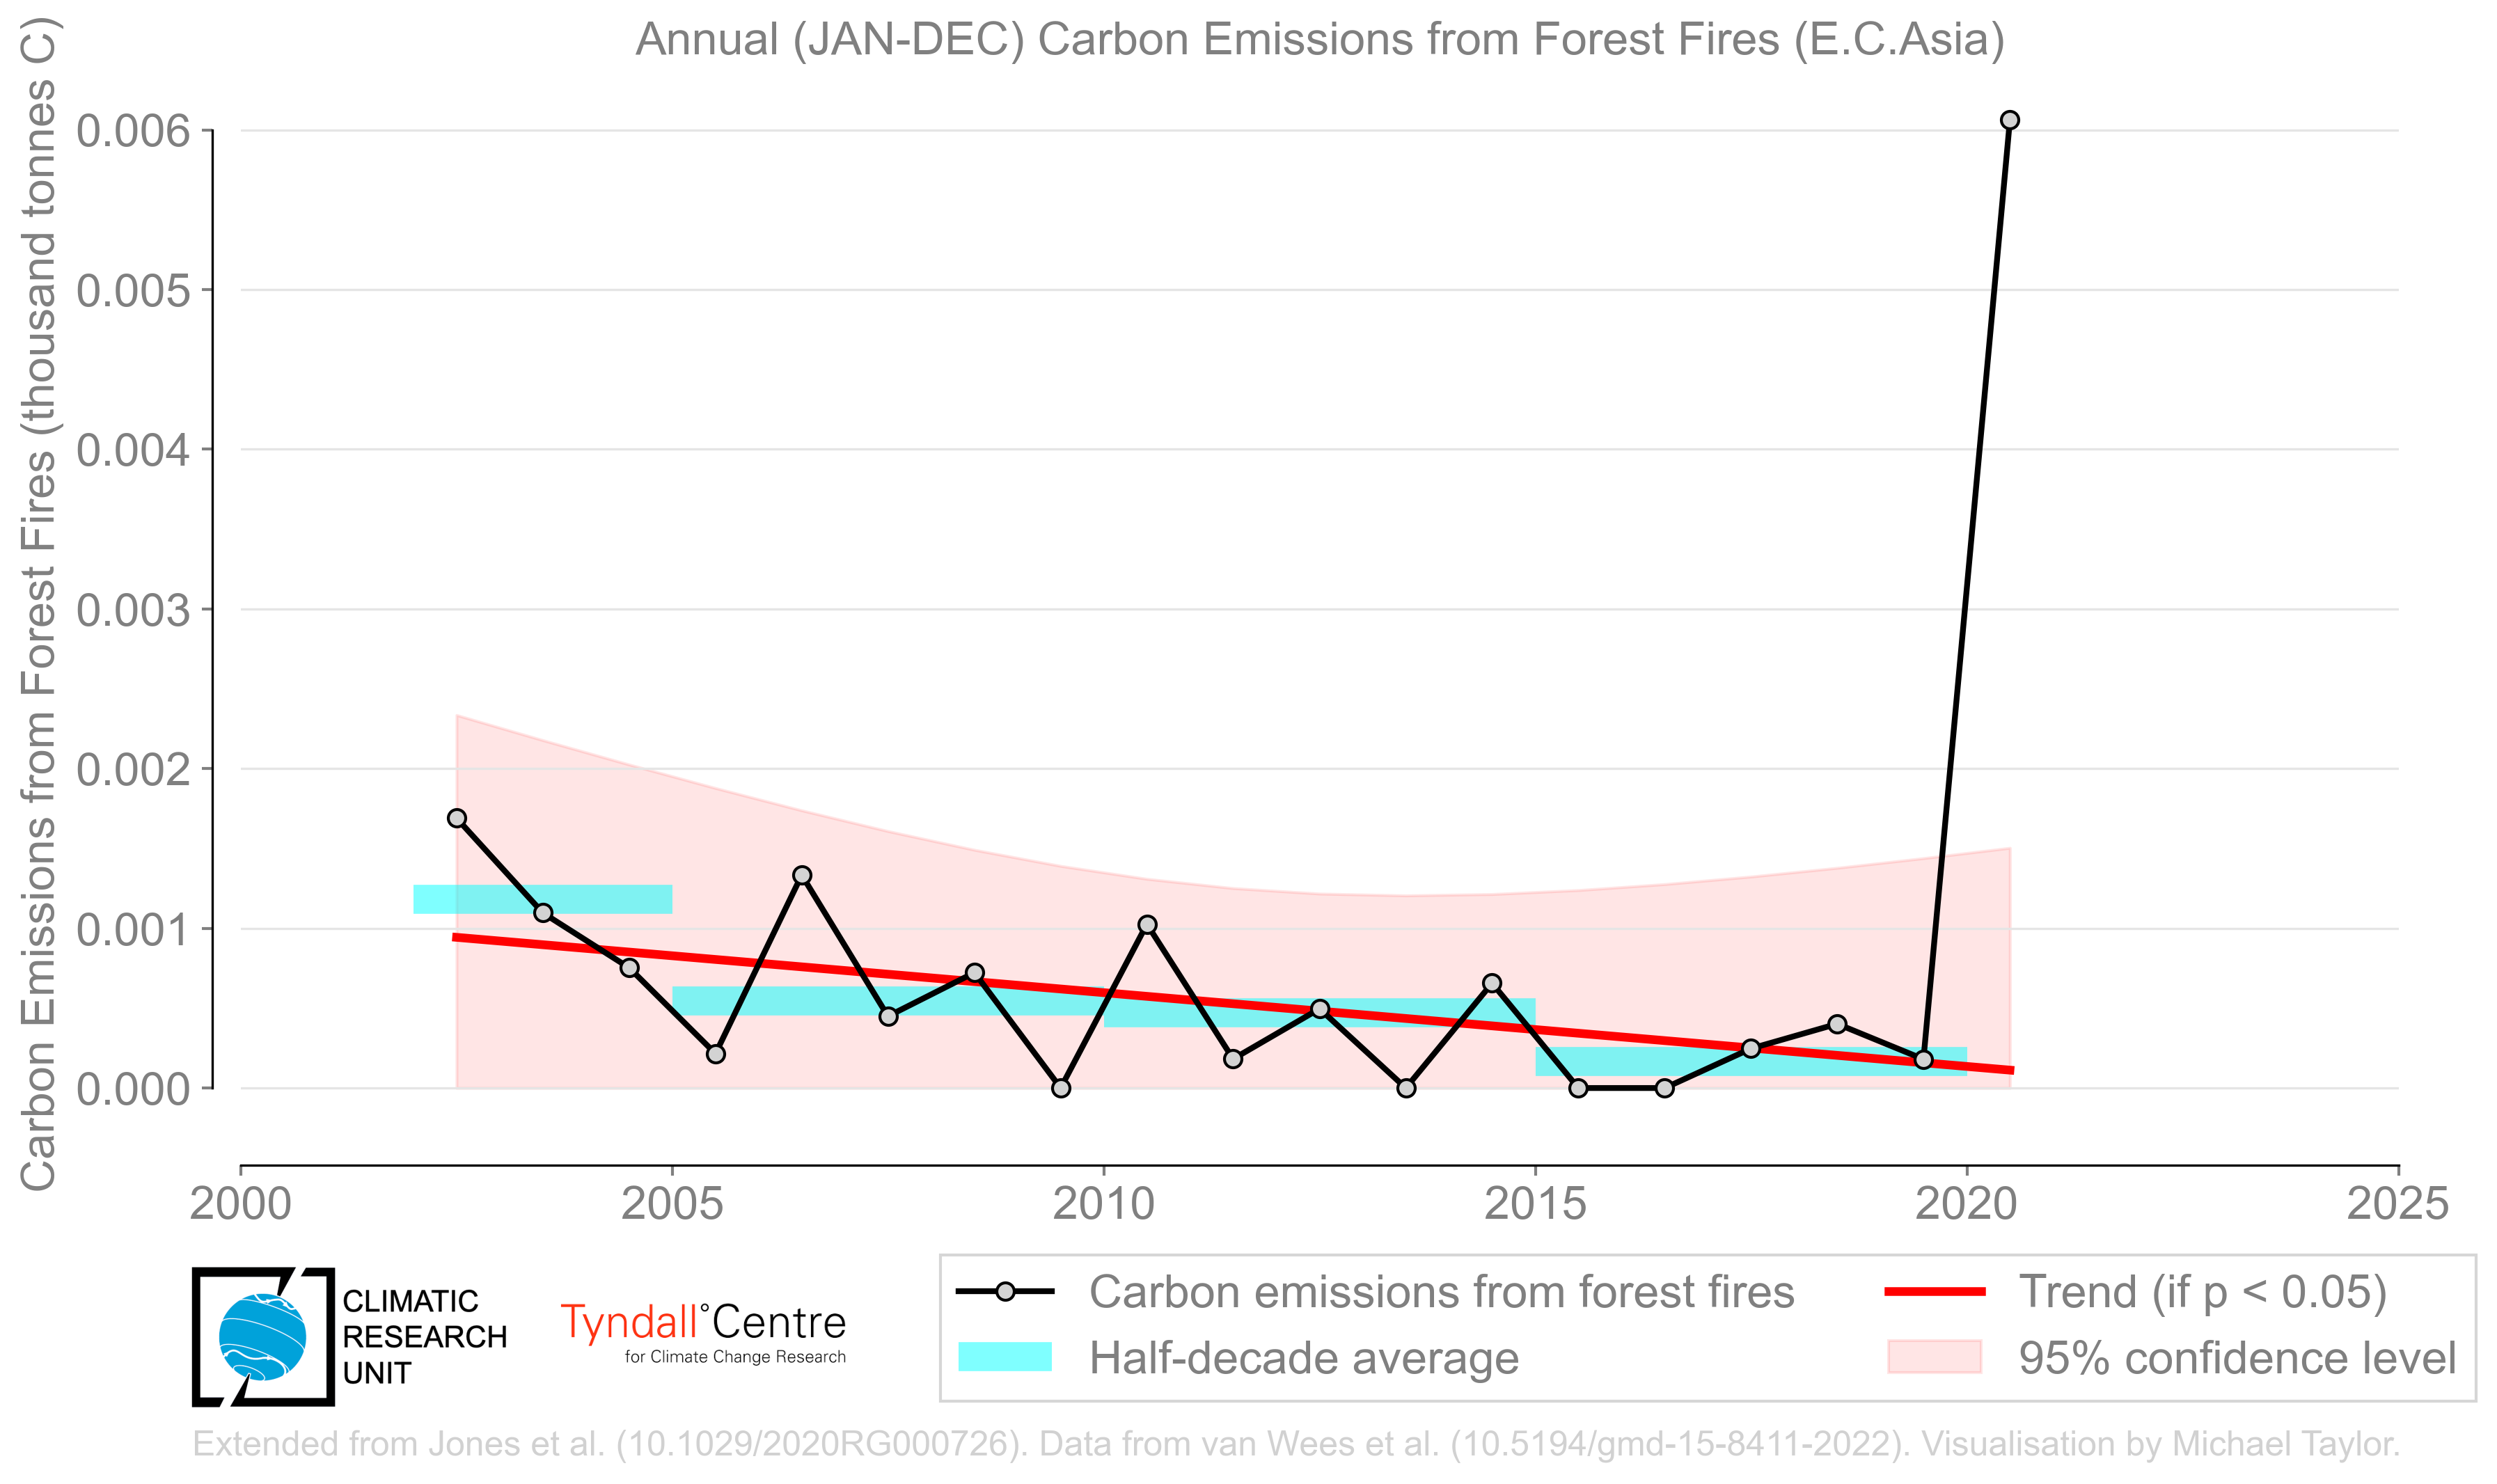 Annual (JAN-DEC) Carbon Emissions from Forest Fires (E.C.Asia)
Carbon Emissions from Forest Fires (thousand tonnes C)
0.006
0.005
0.004
0.003
0.002
0.001
0.000
2000 2005 2010 2015 2020 2025
CLIMATIC
RESEARCH
UNIT
Tyndall°Centre
for Climate Change Research
Carbon emissions from forest fires
Half-decade average
Trend (if p < 0.05)
95% confidence level
Extended from Jones et al. (10.1029/2020RG000726). Data from van Wees et al. (10.5194/gmd-15-8411-2022). Visualisation by Michael Taylor.